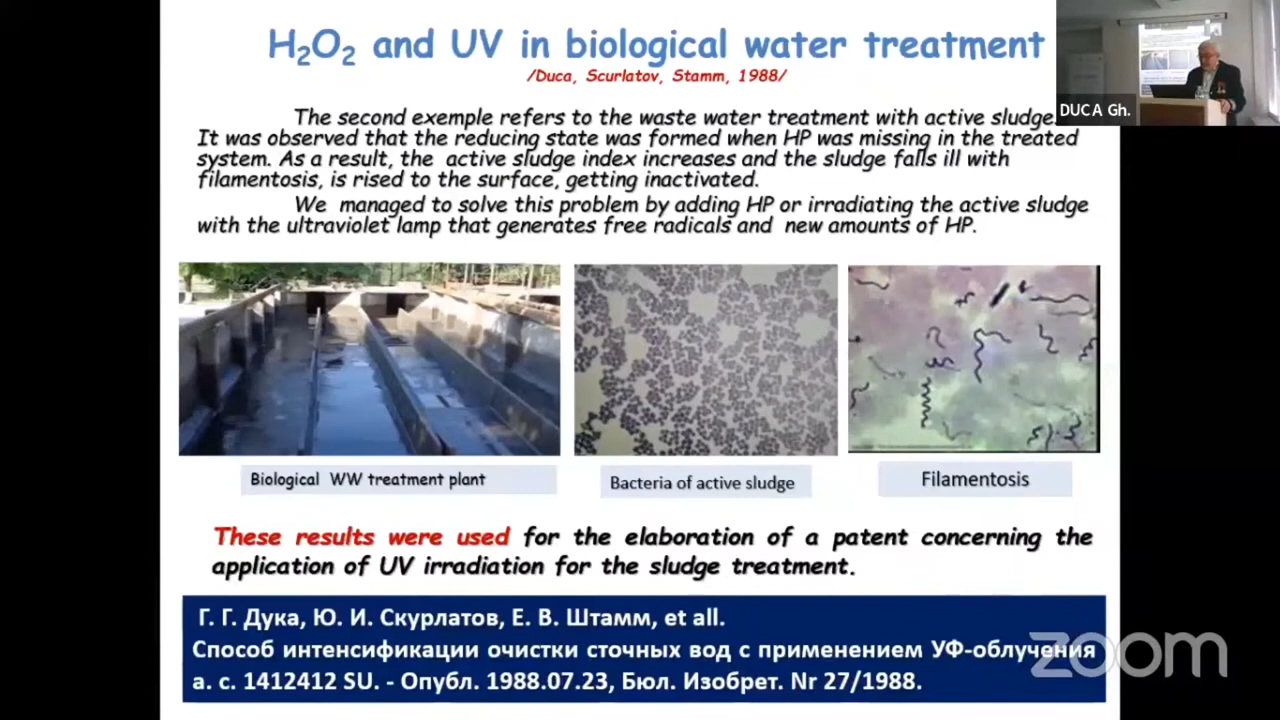 H₂O₂ and UV in biological water treatment
/Duca, Scurlatov, Stamm, 1988/
DUCA Gh.
The second exemple refers to the waste water treatment with active sludge.
It was observed that the reducing state was formed when HP was missing in the treated
system. As a result, the active sludge index increases and the sludge falls ill with
filamentosis, is rised to the surface, getting inactivated.
We managed to solve this problem by adding HP or irradiating the active sludge
with the ultraviolet lamp that generates free radicals and new amounts of HP.
Biological WW treatment plant
Bacteria of active sludge
Filamentosis
These results were used for the elaboration of a patent concerning the
application of UV irradiation for the sludge treatment.
Г. Г. Дука, Ю. И. Скурлатов, Е. В. Штамм, et all.
Способ интенсификации очистки сточных вод с применением УФ-облучения
а. с. 1412412 SU. - Опубл. 1988.07.23, Бюл. Изобрет. Nr 27/1988.
zoom